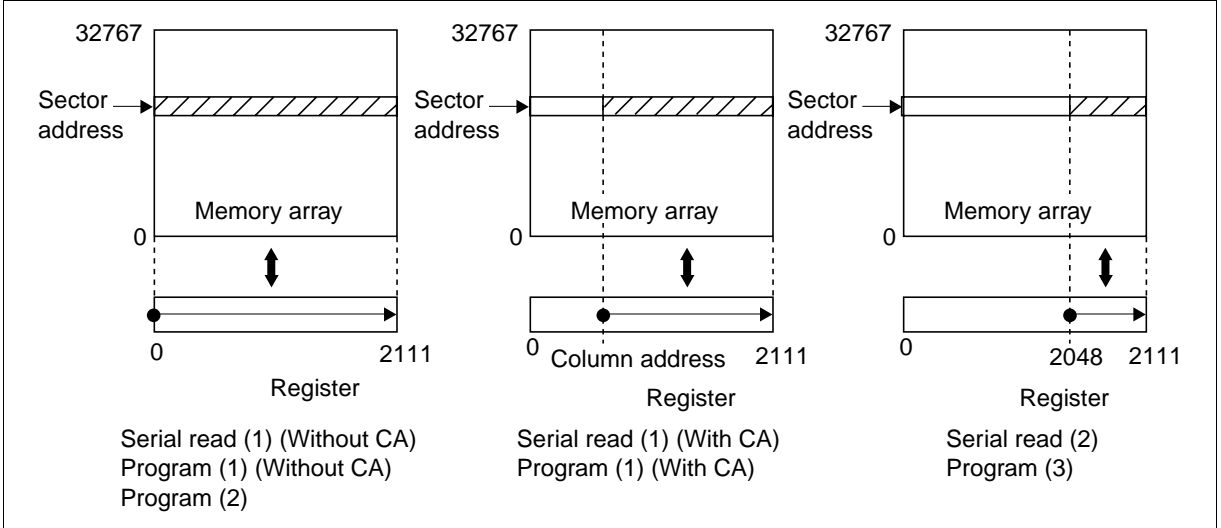 32767
Sector
address
Memory array
0
0
2111
Register
Serial read (1) (Without CA)
Program (1) (Without CA)
Program (2)
32767
Sector
address
Memory array
0
0
Column address
2111
Register
Serial read (1) (With CA)
Program (1) (With CA)
32767
Sector
address
Memory array
0
0
2048
2111
Register
Serial read (2)
Program (3)